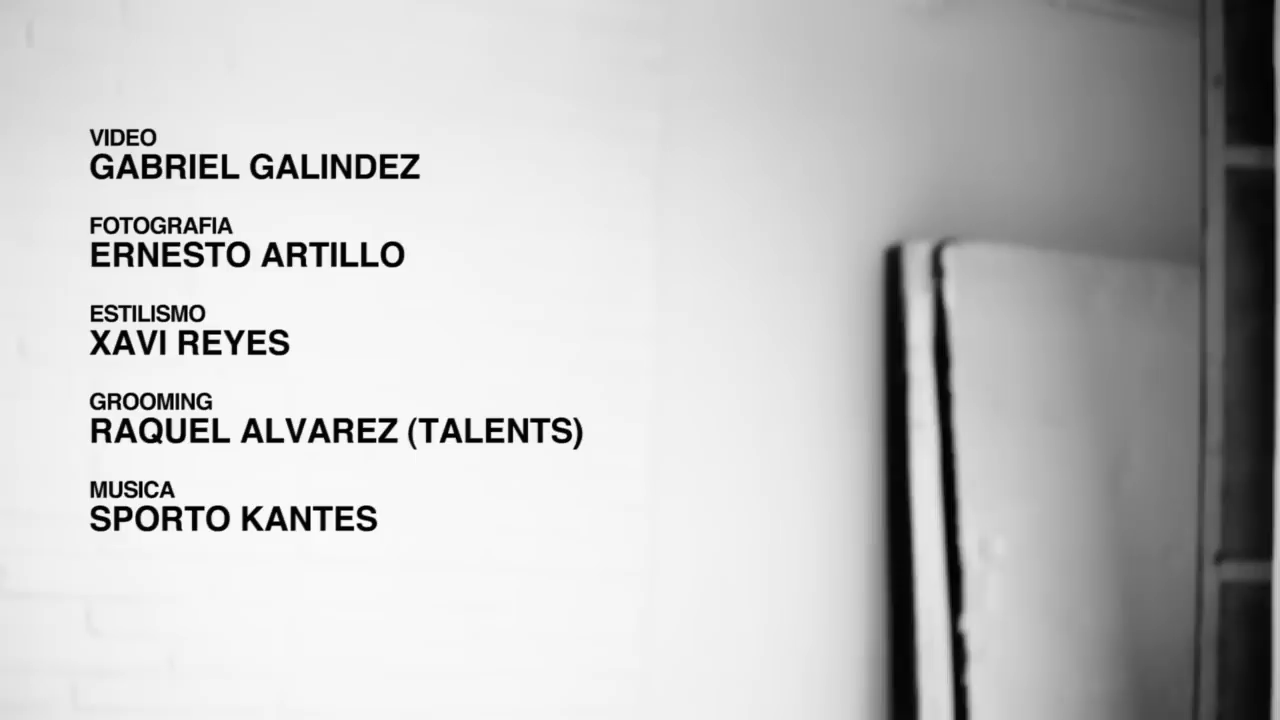 VIDEO
GABRIEL GALINDEZ
FOTOGRAFIA
ERNESTO ARTILLO
ESTILISMO
XAVI REYES
GROOMING
RAQUEL ALVAREZ (TALENTS)
MUSICA
SPORTO KANTES